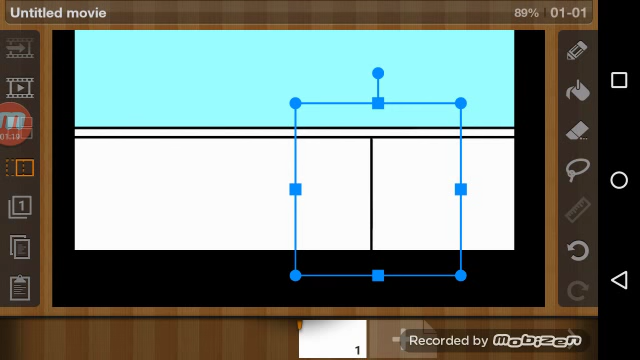 Untitled movie
89% 01-01
01:19
1
1
Recorded by Mobizen